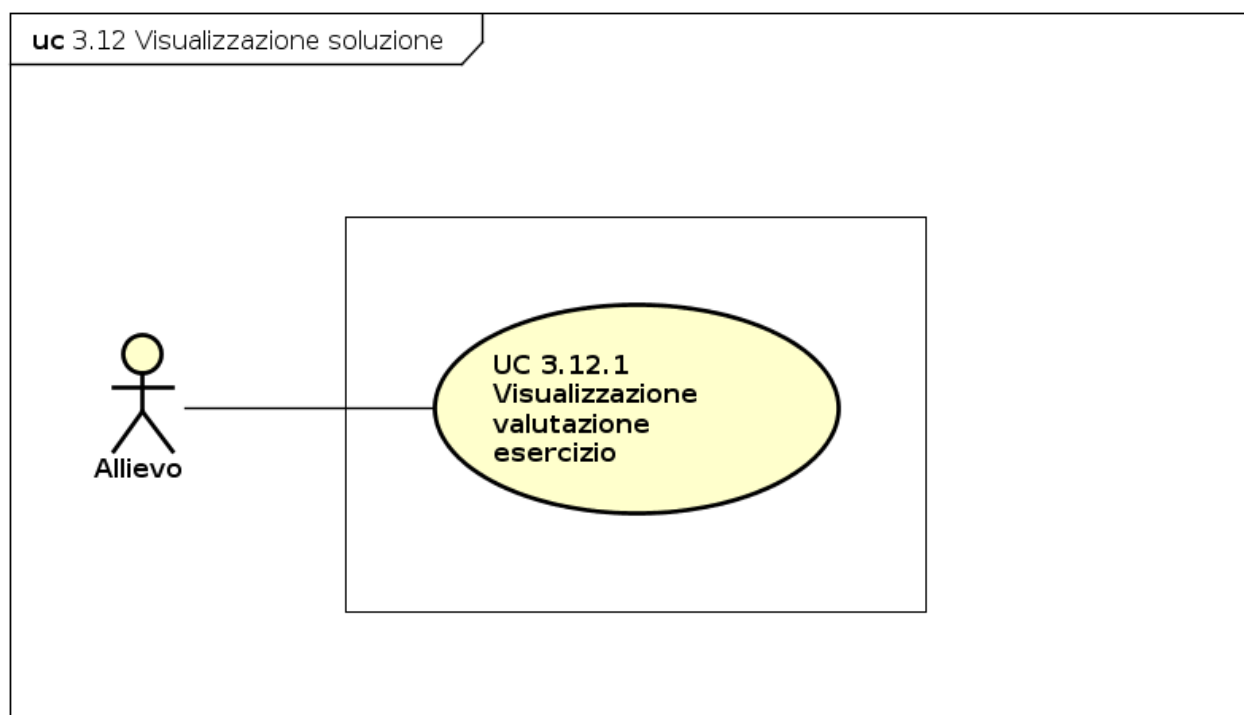 uc 3.12 Visualizzazione soluzione
UC 3.12.1
Visualizzazione
valutazione
esercizio
Allievo